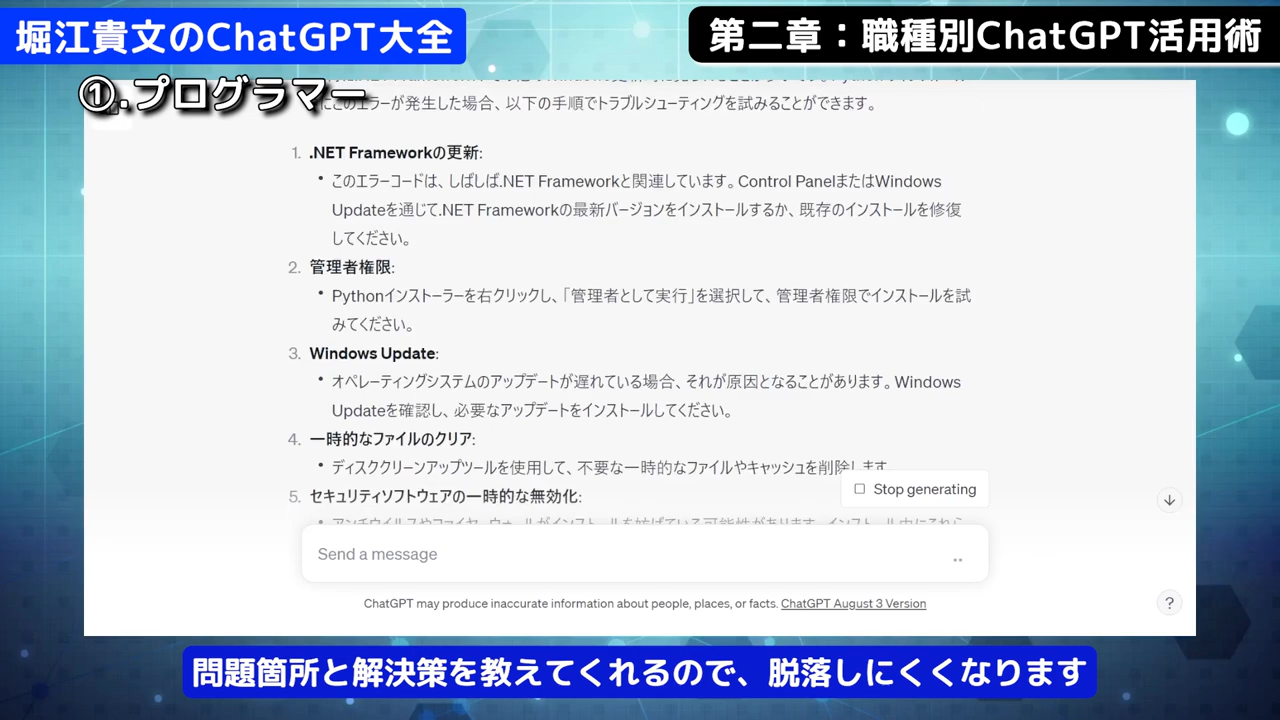 堀江貴文のChatGPT大全
第二章：職種別ChatGPT活用術
①.プログラマー
にこのエラーが発生した場合、以下の手順でトラブルシューティングを試みることができます。
1. .NET Frameworkの更新:
• このエラーコードは、しばしば.NET Frameworkと関連しています。Control PanelまたはWindows
Updateを通じて.NET Frameworkの最新バージョンをインストールするか、既存のインストールを修復
してください。
2. 管理者権限:
• Pythonインストーラーを右クリックし、「管理者として実行」を選択して、管理者権限でインストールを試
みてください。
3. Windows Update:
• オペレーティングシステムのアップデートが遅れている場合、それが原因となることがあります。Windows
Updateを確認し、必要なアップデートをインストールしてください。
4. 一時的なファイルのクリア:
• ディスククリーンアップツールを使用して、不要な一時的なファイルやキャッシュを削除します
5. セキュリティソフトウェアの一時的な無効化:
Stop generating
Send a message
ChatGPT may produce inaccurate information about people, places, or facts. ChatGPT August 3 Version
?
問題箇所と解決策を教えてくれるので、脱落しにくくなります